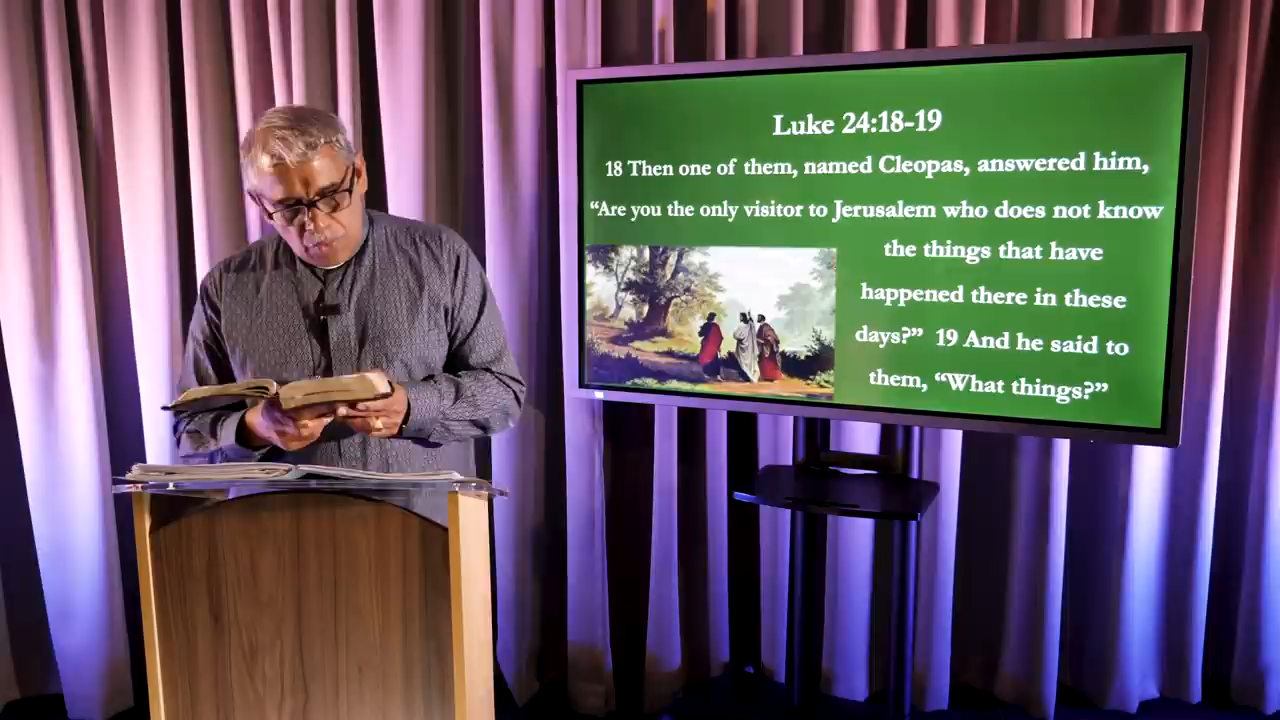 Luke 24:18-19
18 Then one of them, named Cleopas, answered him,
“Are you the only visitor to Jerusalem who does not know
the things that have
happened there in these
days?” 19 And he said to
them, “What things?”